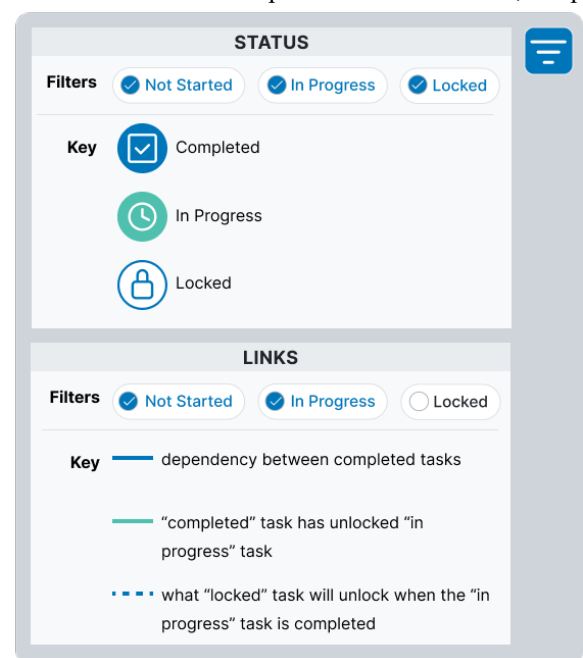 STATUS
Filters Not Started In Progress Locked
Key Completed
In Progress
Locked
LINKS
Filters Not Started In Progress Locked
Key dependency between completed tasks
“completed” task has unlocked “in
progress” task
what “locked” task will unlock when the “in
progress” task is completed